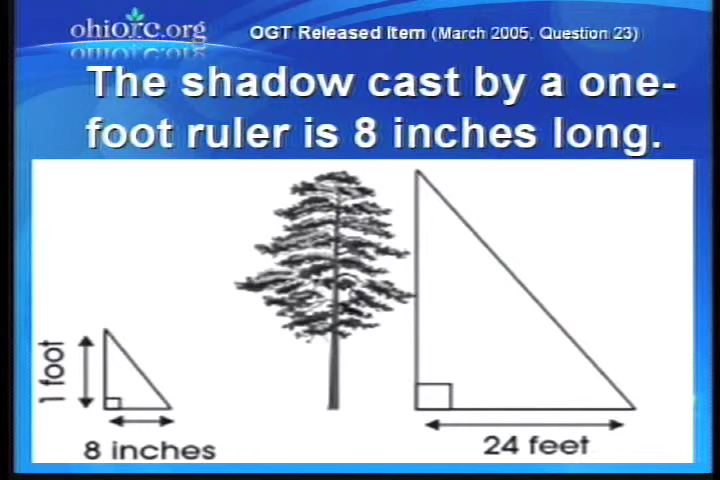 ohiorc.org
OGT Released Item (March 2005, Question 23)
The shadow cast by a one-
foot ruler is 8 inches long.
1 foot
8 inches
24 feet